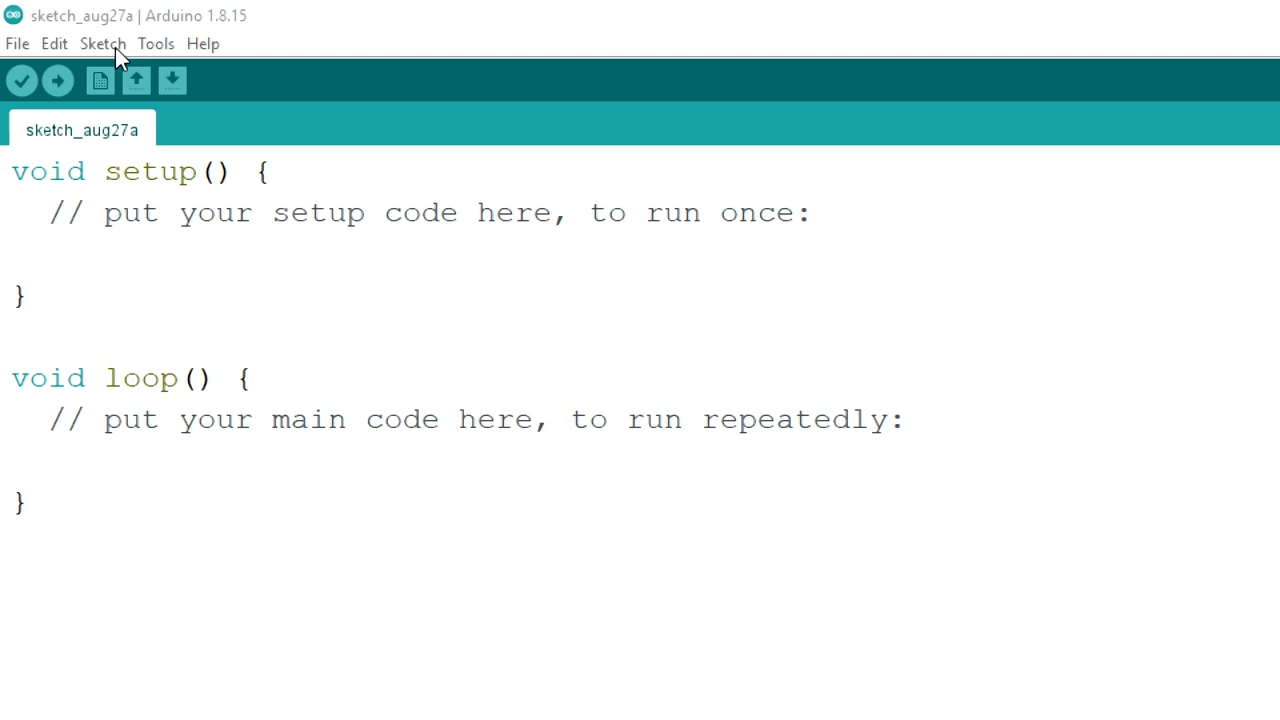 sketch_aug27a | Arduino 1.8.15
File Edit Sketch Tools Help
sketch_aug27a
void setup() {
  // put your setup code here, to run once:
}
void loop() {
  // put your main code here, to run repeatedly:
}